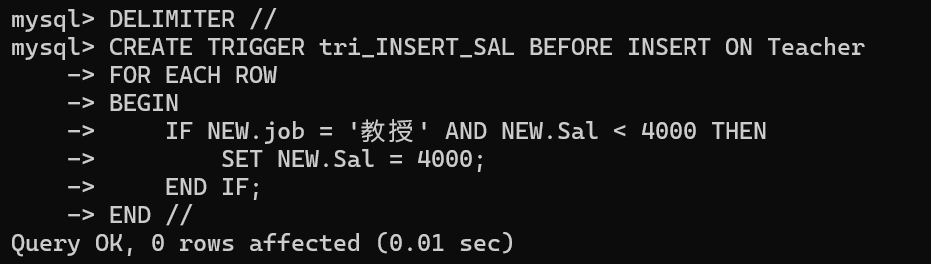 mysql> DELIMITER //
mysql> CREATE TRIGGER tri_INSERT_SAL BEFORE INSERT ON Teacher
    -> FOR EACH ROW
    -> BEGIN
    ->     IF NEW.job = '教授' AND NEW.Sal < 4000 THEN
    ->         SET NEW.Sal = 4000;
    ->     END IF;
    -> END //
Query OK, 0 rows affected (0.01 sec)